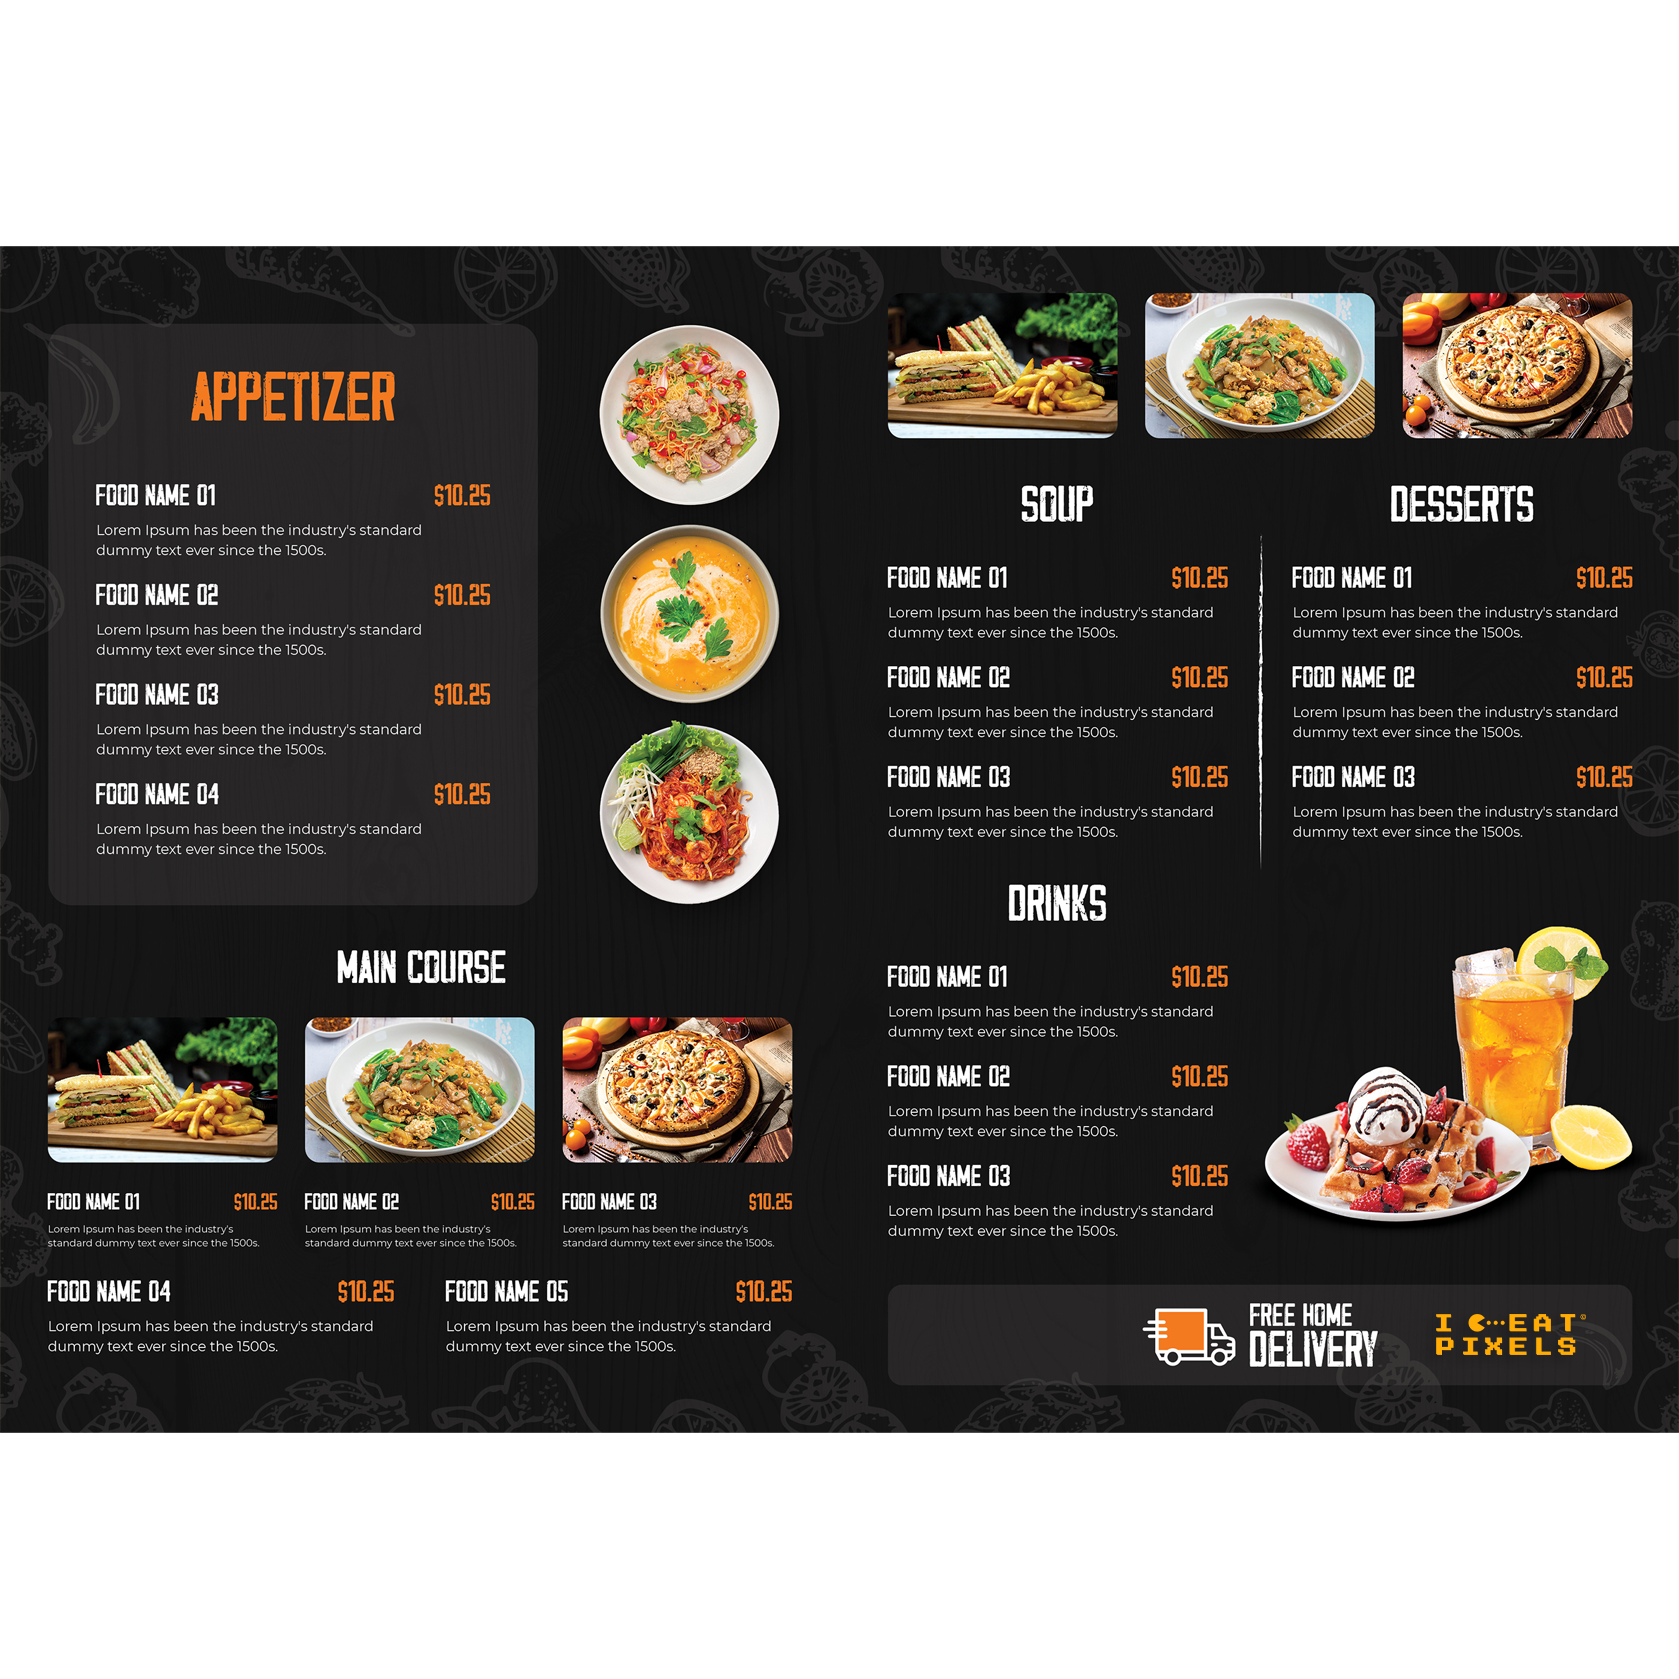 APPETIZER
FOOD NAME 01 $10.25
Lorem Ipsum has been the industry's standard
dummy text ever since the 1500s.
FOOD NAME 02 $10.25
Lorem Ipsum has been the industry's standard
dummy text ever since the 1500s.
FOOD NAME 03 $10.25
Lorem Ipsum has been the industry's standard
dummy text ever since the 1500s.
FOOD NAME 04 $10.25
Lorem Ipsum has been the industry's standard
dummy text ever since the 1500s.
MAIN COURSE
FOOD NAME 01 $10.25
Lorem Ipsum has been the industry's
standard dummy text ever since the 1500s.
FOOD NAME 02 $10.25
Lorem Ipsum has been the industry's
standard dummy text ever since the 1500s.
FOOD NAME 03 $10.25
Lorem Ipsum has been the industry's
standard dummy text ever since the 1500s.
FOOD NAME 04 $10.25
Lorem Ipsum has been the industry's standard
dummy text ever since the 1500s.
FOOD NAME 05 $10.25
Lorem Ipsum has been the industry's standard
dummy text ever since the 1500s.
SOUP
FOOD NAME 01 $10.25
Lorem Ipsum has been the industry's standard
dummy text ever since the 1500s.
FOOD NAME 02 $10.25
Lorem Ipsum has been the industry's standard
dummy text ever since the 1500s.
FOOD NAME 03 $10.25
Lorem Ipsum has been the industry's standard
dummy text ever since the 1500s.
DESSERTS
FOOD NAME 01 $10.25
Lorem Ipsum has been the industry's standard
dummy text ever since the 1500s.
FOOD NAME 02 $10.25
Lorem Ipsum has been the industry's standard
dummy text ever since the 1500s.
FOOD NAME 03 $10.25
Lorem Ipsum has been the industry's standard
dummy text ever since the 1500s.
DRINKS
FOOD NAME 01 $10.25
Lorem Ipsum has been the industry's standard
dummy text ever since the 1500s.
FOOD NAME 02 $10.25
Lorem Ipsum has been the industry's standard
dummy text ever since the 1500s.
FOOD NAME 03 $10.25
Lorem Ipsum has been the industry's standard
dummy text ever since the 1500s.
FREE HOME
DELIVERY
I EAT©
PIXELS